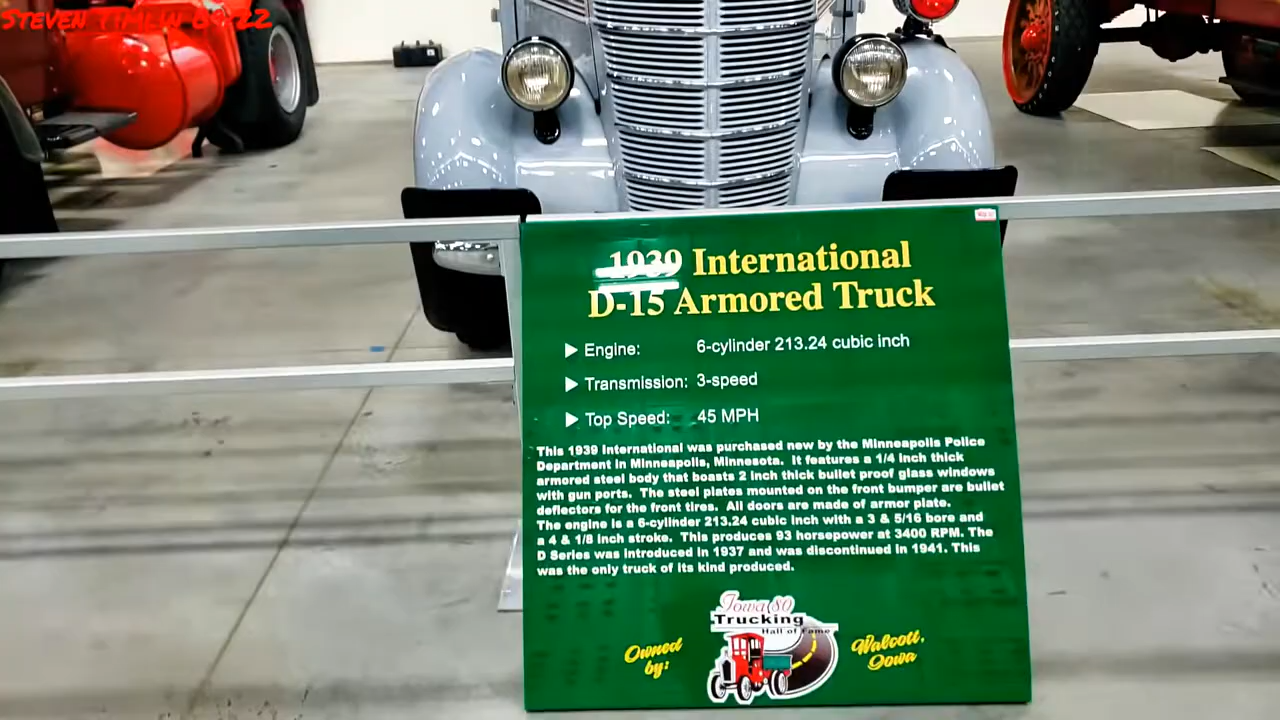 STEVEN TIMLIN 09-22
1939 International
D-15 Armored Truck
Engine: 6-cylinder 213.24 cubic inch
Transmission: 3-speed
Top Speed: 45 MPH
This 1939 International was purchased new by the Minneapolis Police
Department in Minneapolis, Minnesota. It features a 1/4 inch thick
armored steel body that boasts 2 inch thick bullet proof glass windows
with gun ports. The steel plates mounted on the front bumper are bullet
deflectors for the front tires. All doors are made of armor plate.
The engine is a 6-cylinder 213.24 cubic inch with a 3 & 5/16 bore and
a 4 & 1/8 inch stroke. This produces 93 horsepower at 3400 RPM. The
D Series was introduced in 1937 and was discontinued in 1941. This
was the only truck of its kind produced.
Iowa 80
Trucking
Hall of Fame
Owned
by:
Walcott,
Iowa